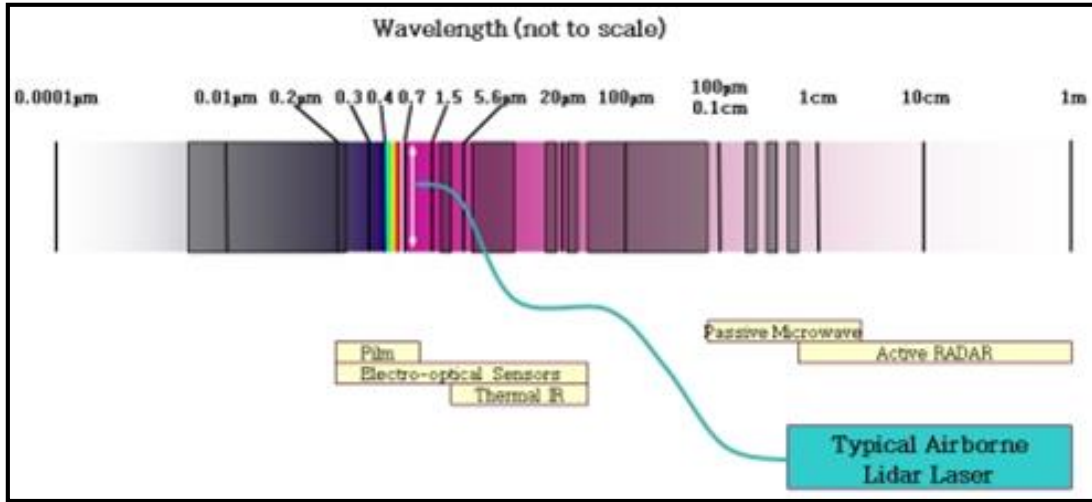 Wavelength (not to scale)
0.0001µm 0.01µm 0.2µm 0.3 0.4 0.7 1.5 5.6µm 20µm 100µm 100µm 1cm 10cm 1m
0.1cm
Passive Microwave
Film
Active RADAR
Electro-optical Sensors
Thermal IR
Typical Airborne
Lidar Laser